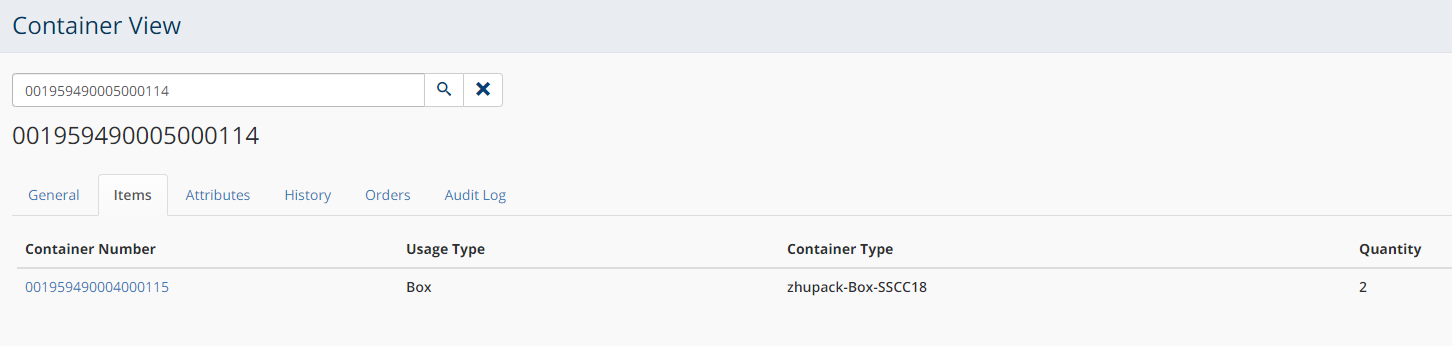 Container View
001959490005000114
001959490005000114
General Items Attributes History Orders Audit Log
Container Number Usage Type Container Type Quantity
001959490004000115 Box zhupack-Box-SSCC18 2